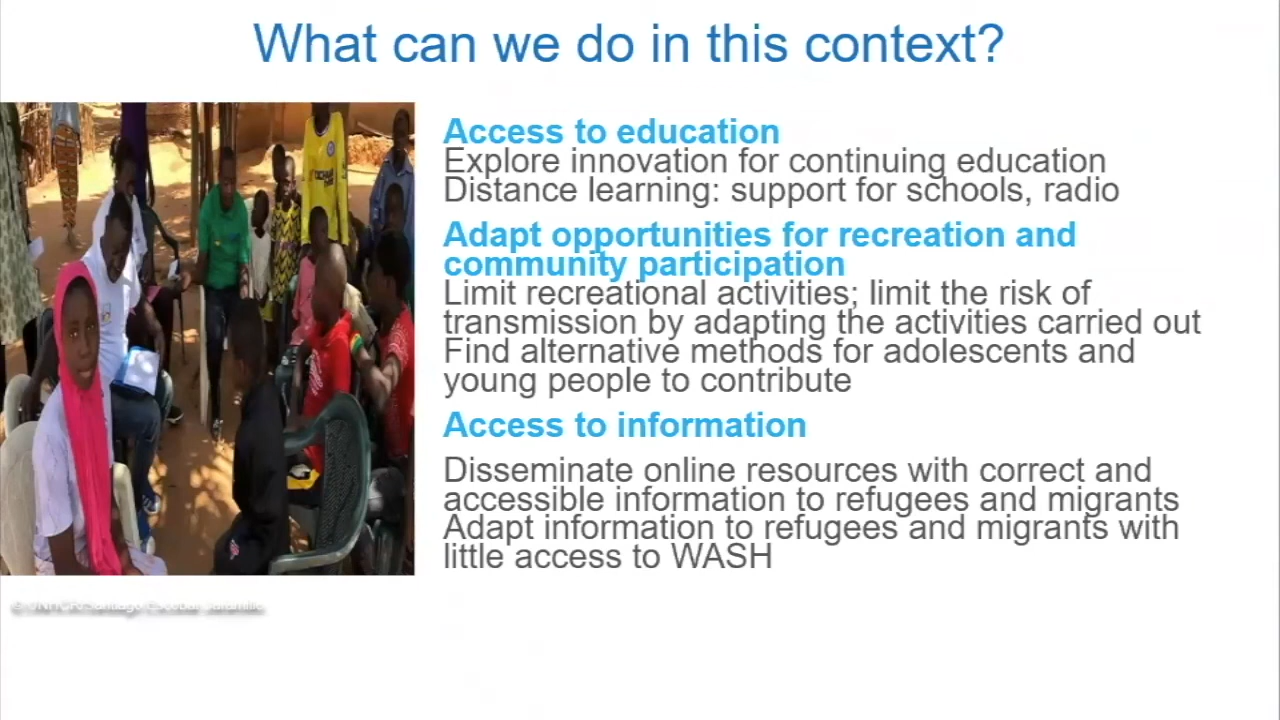 What can we do in this context?
Access to education
Explore innovation for continuing education
Distance learning: support for schools, radio
Adapt opportunities for recreation and
community participation
Limit recreational activities; limit the risk of
transmission by adapting the activities carried out
Find alternative methods for adolescents and
young people to contribute
Access to information
Disseminate online resources with correct and
accessible information to refugees and migrants
Adapt information to refugees and migrants with
little access to WASH
© UNHCR/Santiago Escobar Jaramillo